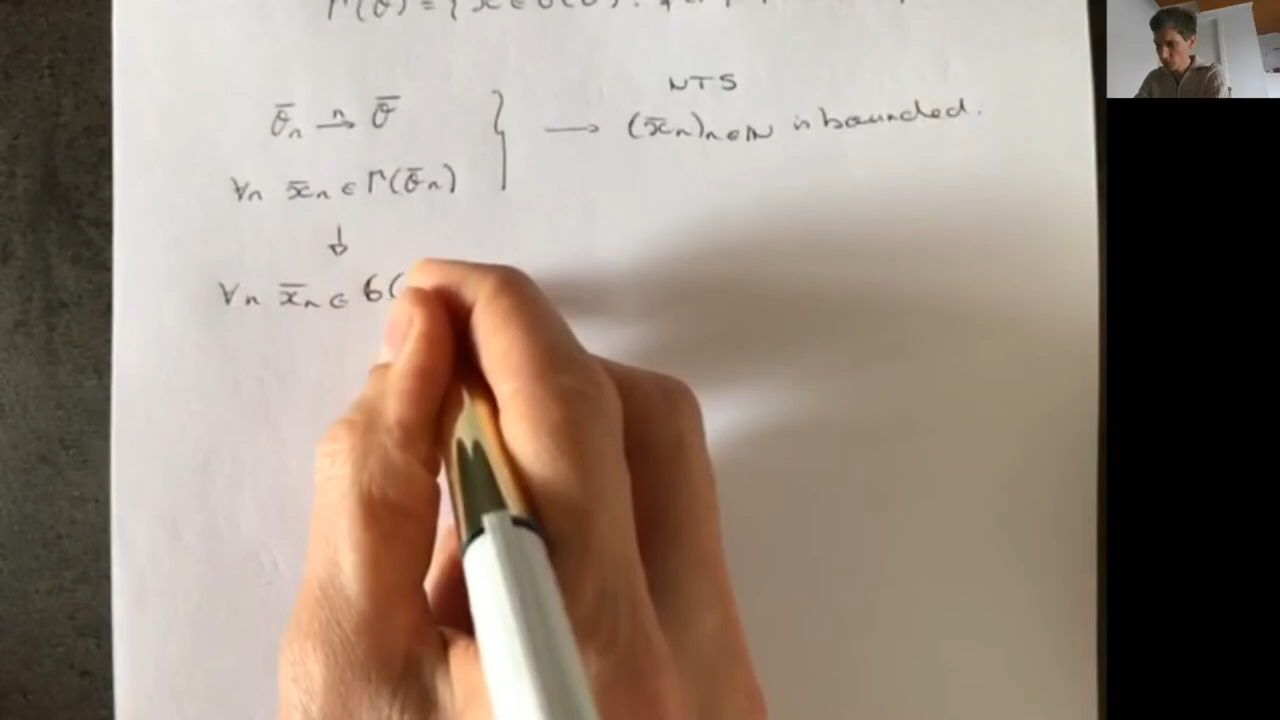 Γ(θ) = { x ∈ 
NTS
θ̄ₙ →ⁿ θ̄ } → (x̄ₙ)ₙ∈ℕ is bounded.
∀n x̄ₙ ∈ Γ(θ̄ₙ)
↓
∀n x̄ₙ ∈ G(